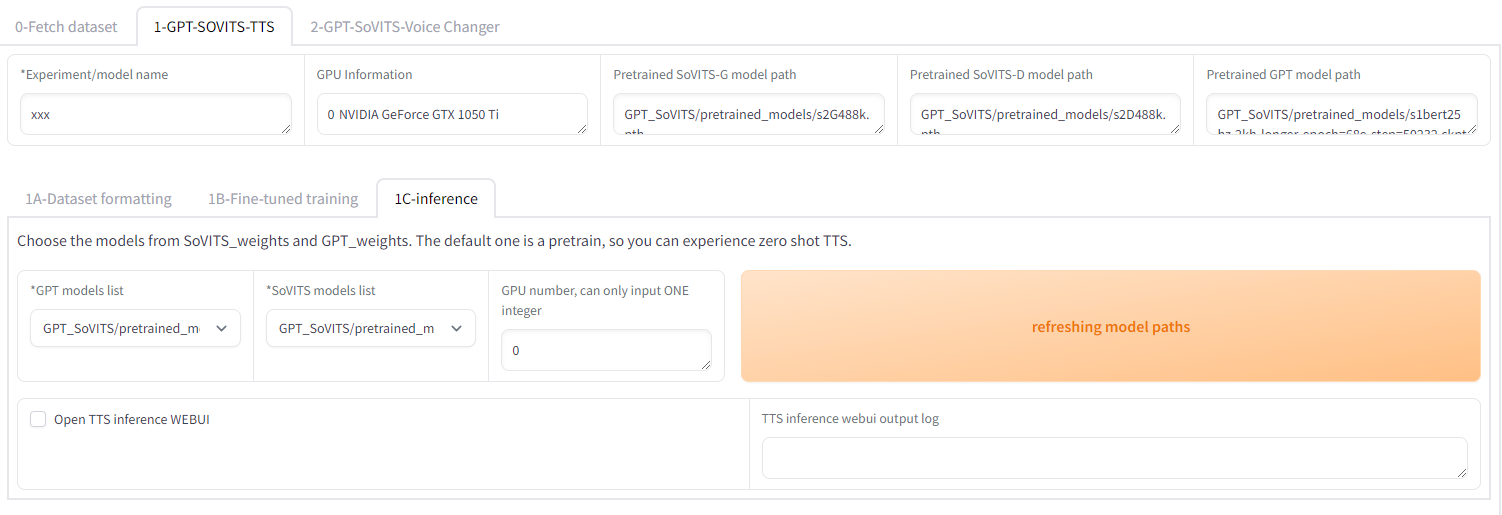 0-Fetch dataset
1-GPT-SOVITS-TTS
2-GPT-SoVITS-Voice Changer
*Experiment/model name
xxx
GPU Information
0 NVIDIA GeForce GTX 1050 Ti
Pretrained SoVITS-G model path
GPT_SoVITS/pretrained_models/s2G488k.
pth
Pretrained SoVITS-D model path
GPT_SoVITS/pretrained_models/s2D488k.
pth
Pretrained GPT model path
GPT_SoVITS/pretrained_models/s1bert25
hz-2kh-longer-epoch=68e-step=50232.ckpt
1A-Dataset formatting
1B-Fine-tuned training
1C-inference
Choose the models from SoVITS_weights and GPT_weights. The default one is a pretrain, so you can experience zero shot TTS.
*GPT models list
GPT_SoVITS/pretrained_m
*SoVITS models list
GPT_SoVITS/pretrained_m
GPU number, can only input ONE
integer
0
refreshing model paths
Open TTS inference WEBUI
TTS inference webui output log